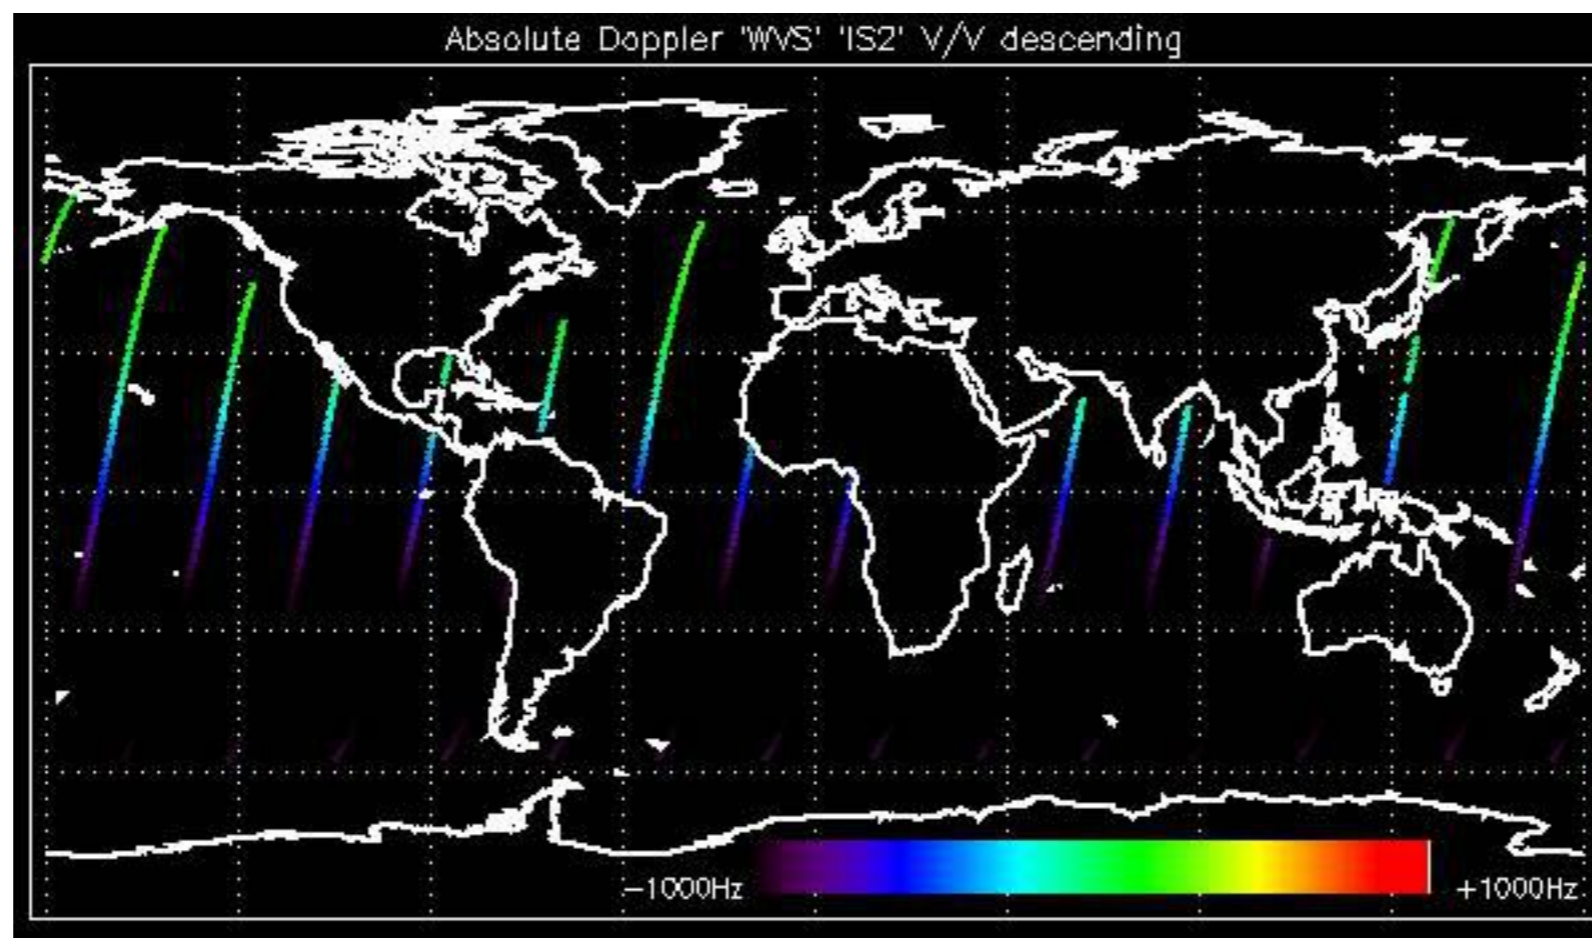 Absolute Doppler 'WVS' 'IS2' V/V descending
−1000Hz
+1000Hz